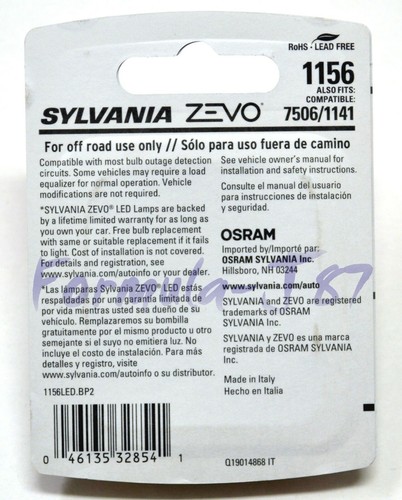 RoHS - LEAD FREE
1156
ALSO FITS:
COMPATIBLE:
7506/1141
SYLVANIA ZEVO®
For off road use only // Sólo para uso fuera de camino
Compatible with most bulb outage detection
circuits. Some vehicles may require a load
equalizer for normal operation. Vehicle
modifications are not required.
*SYLVANIA ZEVO® LED Lamps are backed
by a lifetime limited warranty for as long as
you own your car. Free bulb replacement
with same or suitable replacement if it fails
to light. Cost of installation is not covered.
For details and registration, see
www.sylvania.com/autoinfo or your dealer.
*Las lámparas Sylvania ZEVO® LED estás
respaldados por una garantía limitada de
por vida mientras usted sea dueño de su
vehículo. Remplazaremos su bombilla
gratuitamente por el mismo producto u otro
semejante si el suyo no emitiera luz. No
incluye el costo de instalación. Para más
detalles y registro, visite
www.sylvania.com/autoinfo o su distribuidor.
1156LED.BP2
0 46135 32854 1
See vehicle owner's manual for
installation and safety instructions.
Consulte el manual del usuario
para instrucciones de instalación
y seguridad.
OSRAM
Imported by/Importé par:
OSRAM SYLVANIA Inc.
Hillsboro, NH 03244
www.sylvania.com/auto
SYLVANIA and ZEVO are registered
trademarks of OSRAM SYLVANIA
Inc.
SYLVANIA y ZEVO es una marca
registrada de OSRAM SYLVANIA
Inc.
Made in Italy
Hecho en Italia
Q19014868 IT